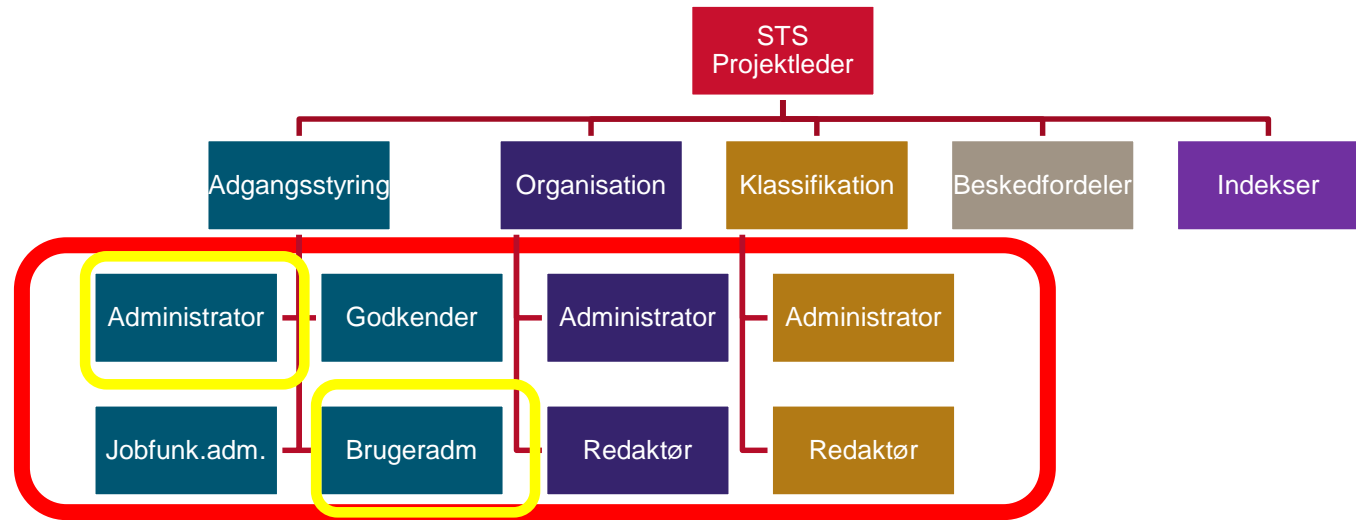 STS
Projektleder
Adgangsstyring
Organisation
Klassifikation
Beskedfordeler
Indekser
Administrator
Godkender
Administrator
Administrator
Jobfunk.adm.
Brugeradm
Redaktør
Redaktør